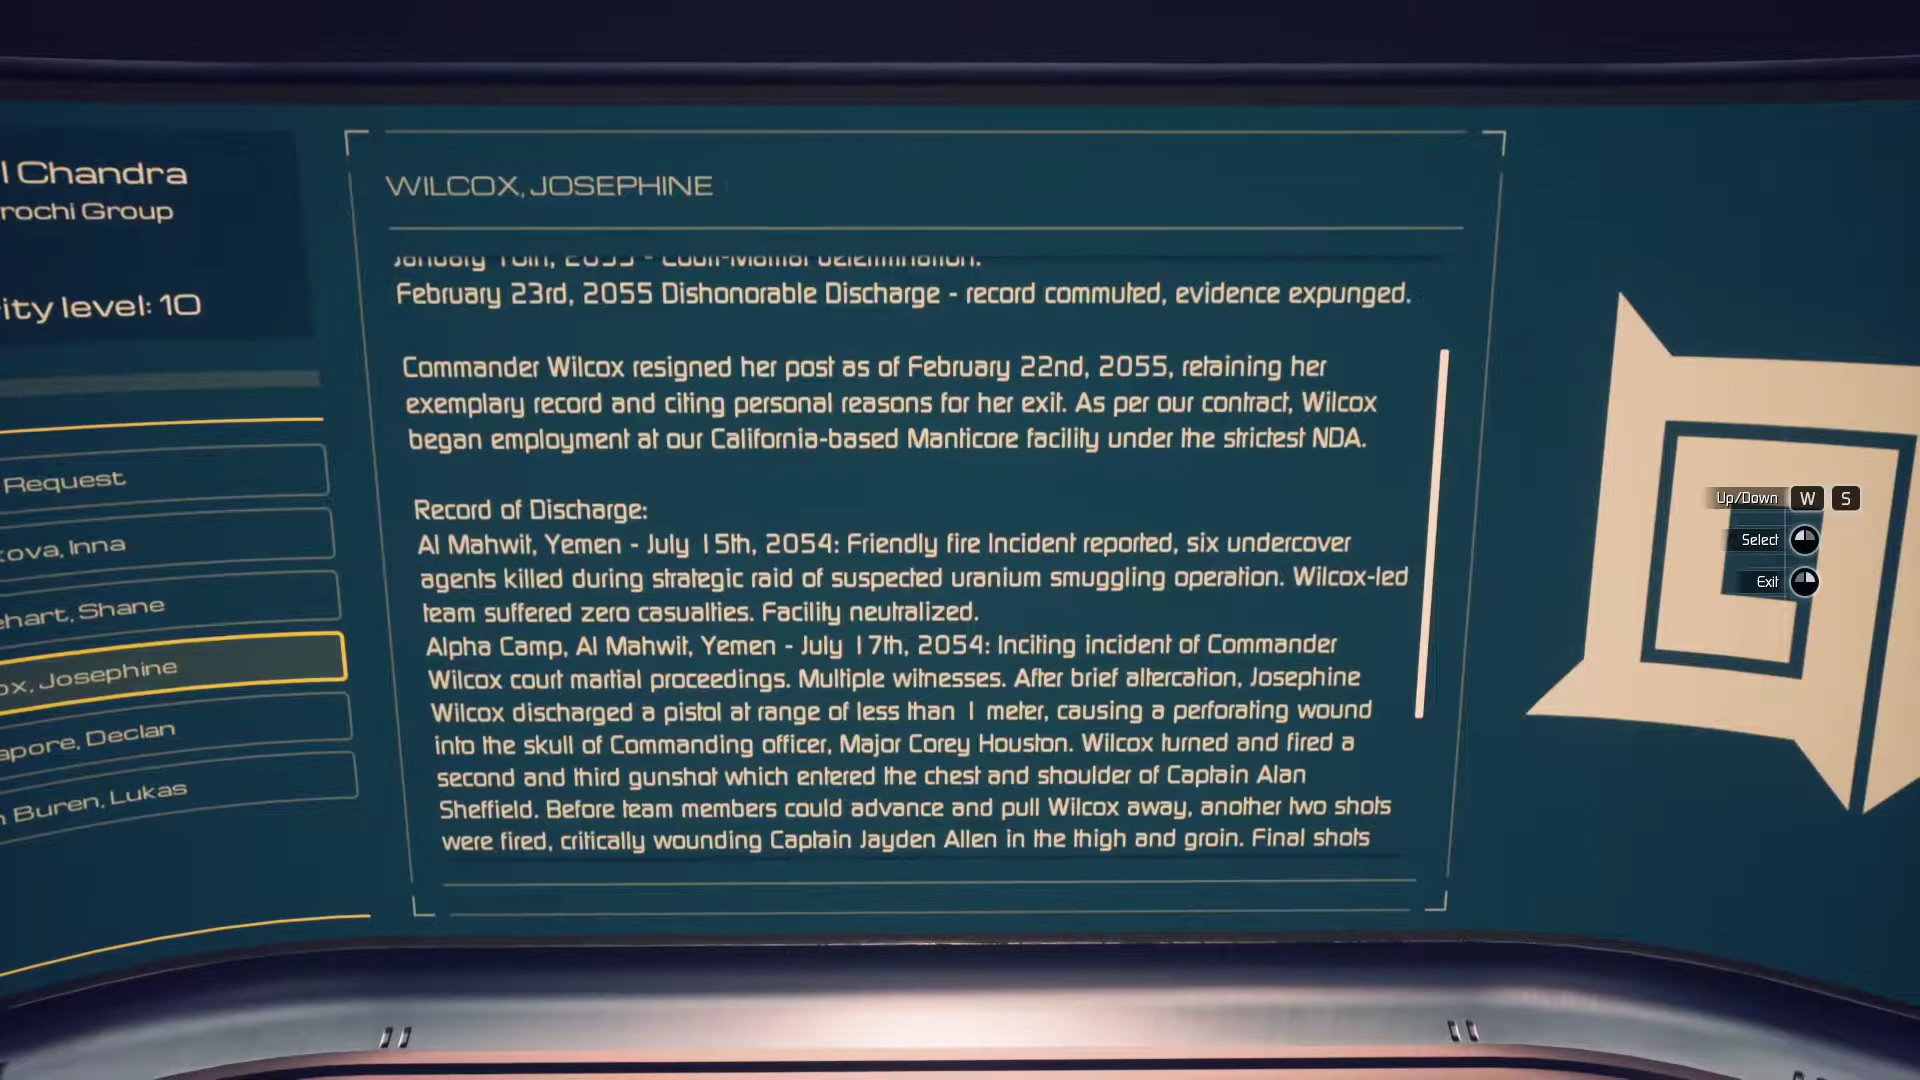 l Chandra
rochi Group
ity level: 10
Request
ova, Inna
ehart, Shane
ox, Josephine
apore, Declan
n Buren, Lukas
WILCOX, JOSEPHINE
February 23rd, 2055 Dishonorable Discharge - record commuted, evidence expunged.
Commander Wilcox resigned her post as of February 22nd, 2055, retaining her
exemplary record and citing personal reasons for her exit. As per our contract, Wilcox
began employment at our California-based Manticore facility under the strictest NDA.
Record of Discharge:
Al Mahwit, Yemen - July 15th, 2054: Friendly fire Incident reported, six undercover
agents killed during strategic raid of suspected uranium smuggling operation. Wilcox-led
team suffered zero casualties. Facility neutralized.
Alpha Camp, Al Mahwit, Yemen - July 17th, 2054: Inciting incident of Commander
Wilcox court martial proceedings. Multiple witnesses. After brief altercation, Josephine
Wilcox discharged a pistol at range of less than 1 meter, causing a perforating wound
into the skull of Commanding officer, Major Corey Houston. Wilcox turned and fired a
second and third gunshot which entered the chest and shoulder of Captain Alan
Sheffield. Before team members could advance and pull Wilcox away, another two shots
were fired, critically wounding Captain Jayden Allen in the thigh and groin. Final shots
Up/Down W S
Select
Exit